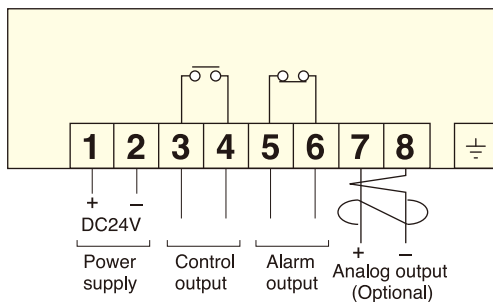 1 2 3 4 5 6 7 8
+ − 
DC24V
Power supply
Control output
Alarm output
+ −
Analog output
(Optional)